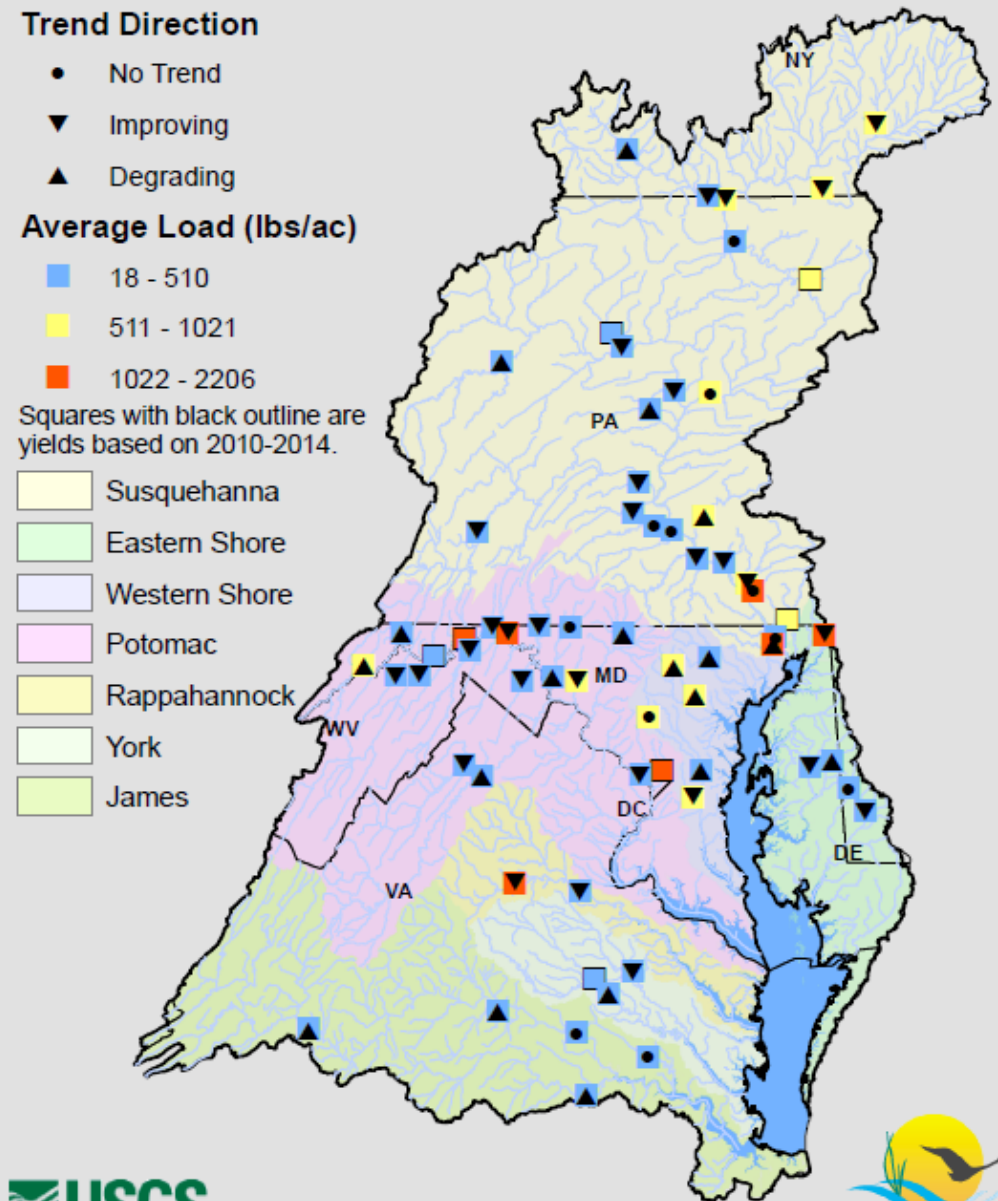 Trend Direction
No Trend
Improving
Degrading
Average Load (lbs/ac)
18 - 510
511 - 1021
1022 - 2206
Squares with black outline are
yields based on 2010-2014.
Susquehanna
Eastern Shore
Western Shore
Potomac
Rappahannock
York
James
NY
PA
MD
WV
DC
DE
VA
USGS